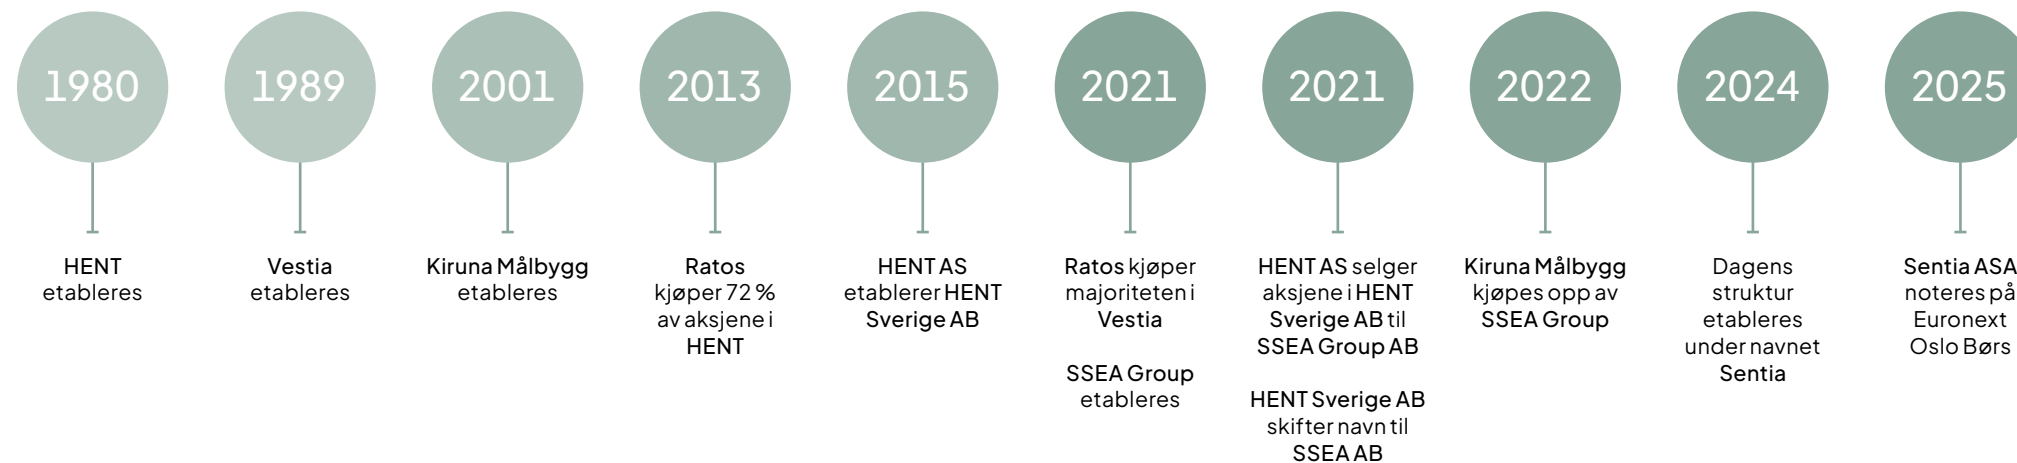 1980
HENT
etableres
1989
Vestia
etableres
2001
Kiruna Målbygg
etableres
2013
Ratos
kjøper 72 %
av aksjene i
HENT
2015
HENT AS
etablerer HENT
Sverige AB
2021
Ratos kjøper
majoriteten i
Vestia
SSEA Group
etableres
2021
HENT AS selger
aksjene i HENT
Sverige AB til
SSEA Group AB
HENT Sverige AB
skifter navn til
SSEA AB
2022
Kiruna Målbygg
kjøpes opp av
SSEA Group
2024
Dagens
struktur
etableres
under navnet
Sentia
2025
Sentia ASA
noteres på
Euronext
Oslo Børs